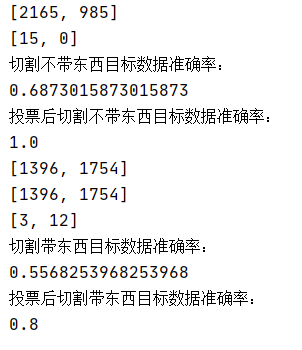 [2165, 985]
[15, 0]
切割不带东西目标数据准确率：
0.6873015873015873
投票后切割不带东西目标数据准确率：
1.0
[1396, 1754]
[1396, 1754]
[3, 12]
切割带东西目标数据准确率：
0.5568253968253968
投票后切割带东西目标数据准确率：
0.8